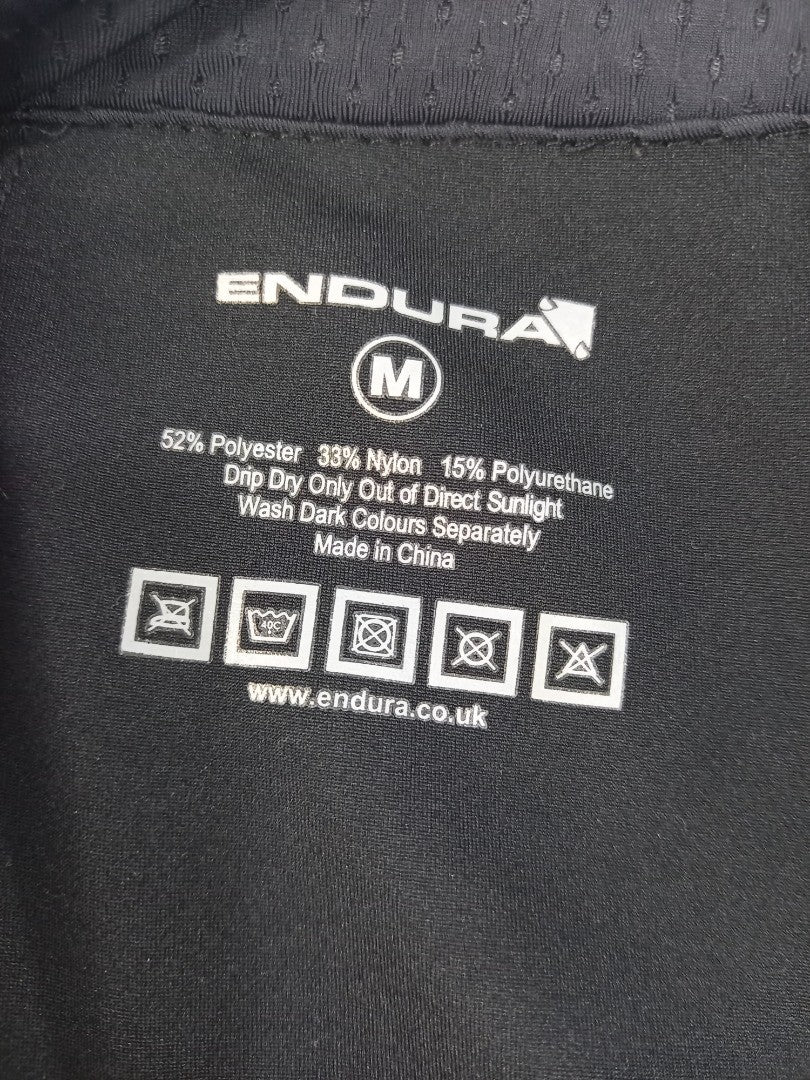 ENDURA
M
52% Polyester 33% Nylon 15% Polyurethane
Drip Dry Only Out of Direct Sunlight
Wash Dark Colours Separately
Made in China
40C
www.endura.co.uk